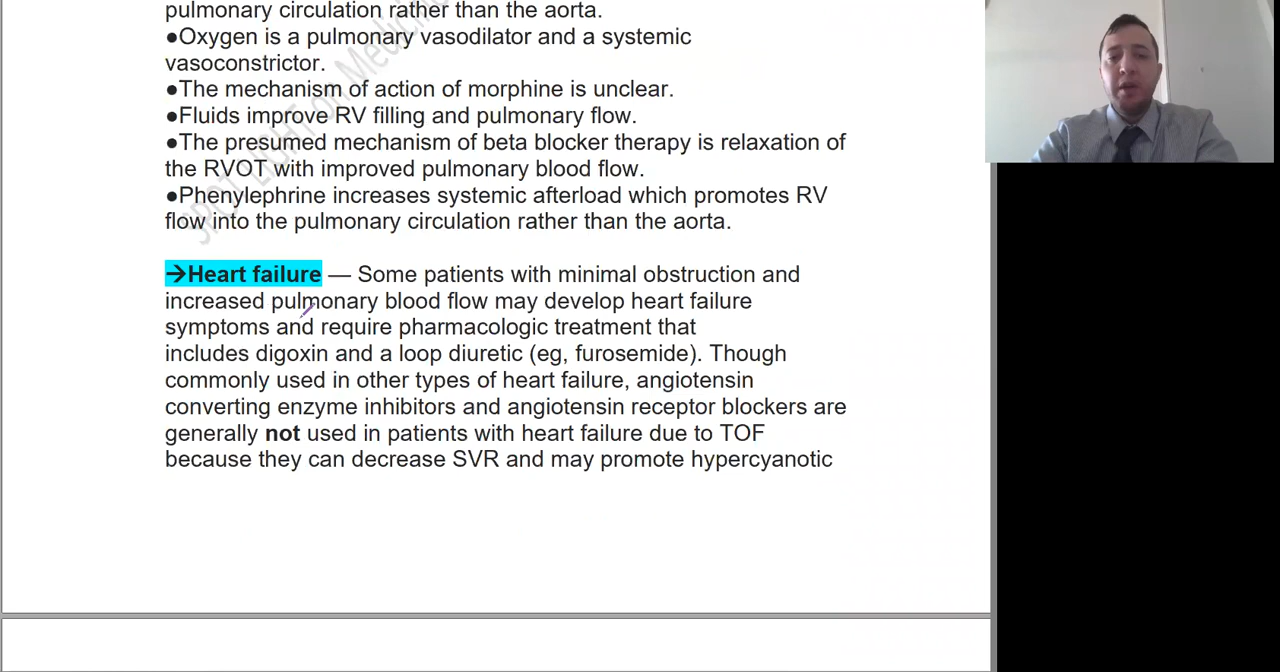 pulmonary circulation rather than the aorta.
●Oxygen is a pulmonary vasodilator and a systemic
vasoconstrictor.
●The mechanism of action of morphine is unclear.
●Fluids improve RV filling and pulmonary flow.
●The presumed mechanism of beta blocker therapy is relaxation of
the RVOT with improved pulmonary blood flow.
●Phenylephrine increases systemic afterload which promotes RV
flow into the pulmonary circulation rather than the aorta.
→Heart failure — Some patients with minimal obstruction and
increased pulmonary blood flow may develop heart failure
symptoms and require pharmacologic treatment that
includes digoxin and a loop diuretic (eg, furosemide). Though
commonly used in other types of heart failure, angiotensin
converting enzyme inhibitors and angiotensin receptor blockers are
generally not used in patients with heart failure due to TOF
because they can decrease SVR and may promote hypercyanotic